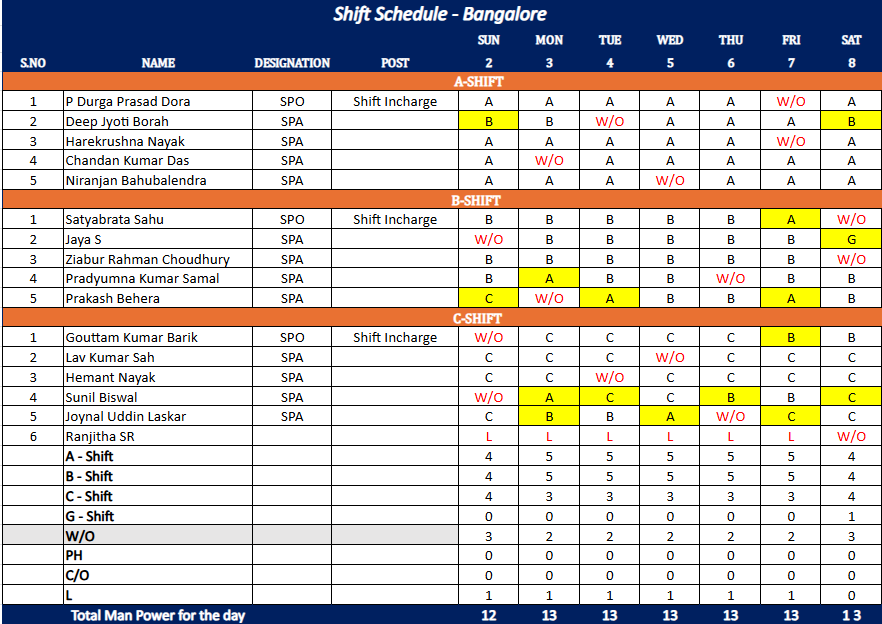 Shift Schedule - Bangalore
SUN MON TUE WED THU FRI SAT
S.NO NAME DESIGNATION POST 2 3 4 5 6 7 8
A-SHIFT
1 P Durga Prasad Dora SPO Shift Incharge A A A A A W/O A
2 Deep Jyoti Borah SPA B B W/O A A A B
3 Harekrushna Nayak SPA A A A A A W/O A
4 Chandan Kumar Das SPA A W/O A A A A A
5 Niranjan Bahubalendra SPA A A A W/O A A A
B-SHIFT
1 Satyabrata Sahu SPO Shift Incharge B B B B B A W/O
2 Jaya S SPA W/O B B B B B G
3 Ziabur Rahman Choudhury SPA B B B B B B W/O
4 Pradyumna Kumar Samal SPA B A B B W/O B B
5 Prakash Behera SPA C W/O A B B A B
C-SHIFT
1 Gouttam Kumar Barik SPO Shift Incharge W/O C C C C B B
2 Lav Kumar Sah SPA C C C W/O C C C
3 Hemant Nayak SPA C C W/O C C C C
4 Sunil Biswal SPA W/O A C C B B C
5 Joynal Uddin Laskar SPA C B B A W/O C C
6 Ranjitha SR L L L L L L W/O
A - Shift 4 5 5 5 5 5 4
B - Shift 4 5 5 5 5 5 4
C - Shift 4 3 3 3 3 3 4
G - Shift 0 0 0 0 0 0 1
W/O 3 2 2 2 2 2 3
PH 0 0 0 0 0 0 0
C/O 0 0 0 0 0 0 0
L 1 1 1 1 1 1 0
Total Man Power for the day 12 13 13 13 13 13 1 3